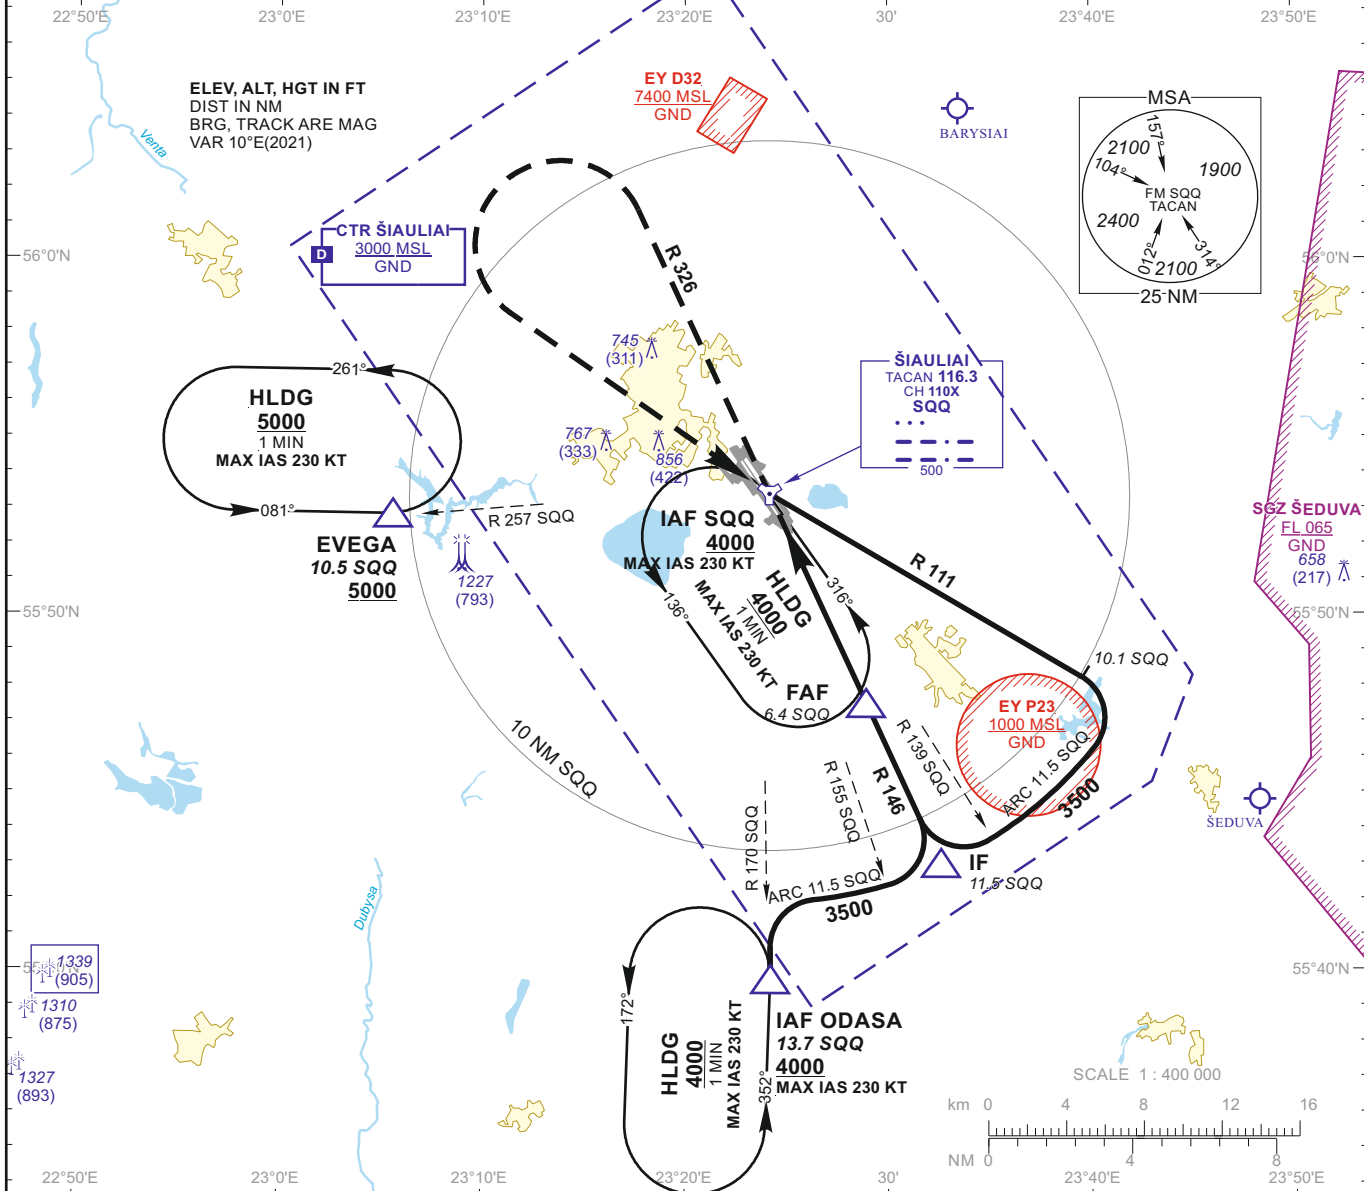 22°50'E
23°0'E
23°10'E
23°20'E
30'
23°40'E
23°50'E
ELEV, ALT, HGT IN FT
DIST IN NM
BRG, TRACK ARE MAG
VAR 10°E(2021)
Venta
EY D32
7400 MSL
GND
BARYSIAI
MSA
157°
2100
104°
1900
FM SQQ
TACAN
2400
012°
2100
314°
25 NM
CTR ŠIAULIAI
3000 MSL
GND
D
56°0'N
56°0'N
R 326
745
(311)
767
(333)
856
(422)
ŠIAULIAI
TACAN 116.3
CH 110X
SQQ
500
261°
HLDG
5000
1 MIN
MAX IAS 230 KT
081°
R 257 SQQ
EVEGA
10.5 SQQ
5000
1227
(793)
IAF SQQ
4000
MAX IAS 230 KT
HLDG
4000
1 MIN
MAX IAS 230 KT
136°
316°
R 111
SGZ ŠEDUVA
FL 065
GND
658
(217)
55°50'N
55°50'N
10.1 SQQ
FAF
6.4 SQQ
EY P23
1000 MSL
GND
R 139 SQQ
R 155 SQQ
R 146
R 170 SQQ
ARC 11.5 SQQ
3500
10 NM SQQ
ŠEDUVA
IF
11.5 SQQ
ARC 11.5 SQQ
3500
Dubysa
1339
(905)
55°40'N
55°40'N
1310
(875)
1327
(893)
172°
HLDG
4000
1 MIN
MAX IAS 230 KT
352°
IAF ODASA
13.7 SQQ
4000
MAX IAS 230 KT
SCALE 1 : 400 000
km 0 4 8 12 16
NM 0 4 8
22°50'E
23°0'E
23°10'E
23°20'E
30'
23°40'E
23°50'E